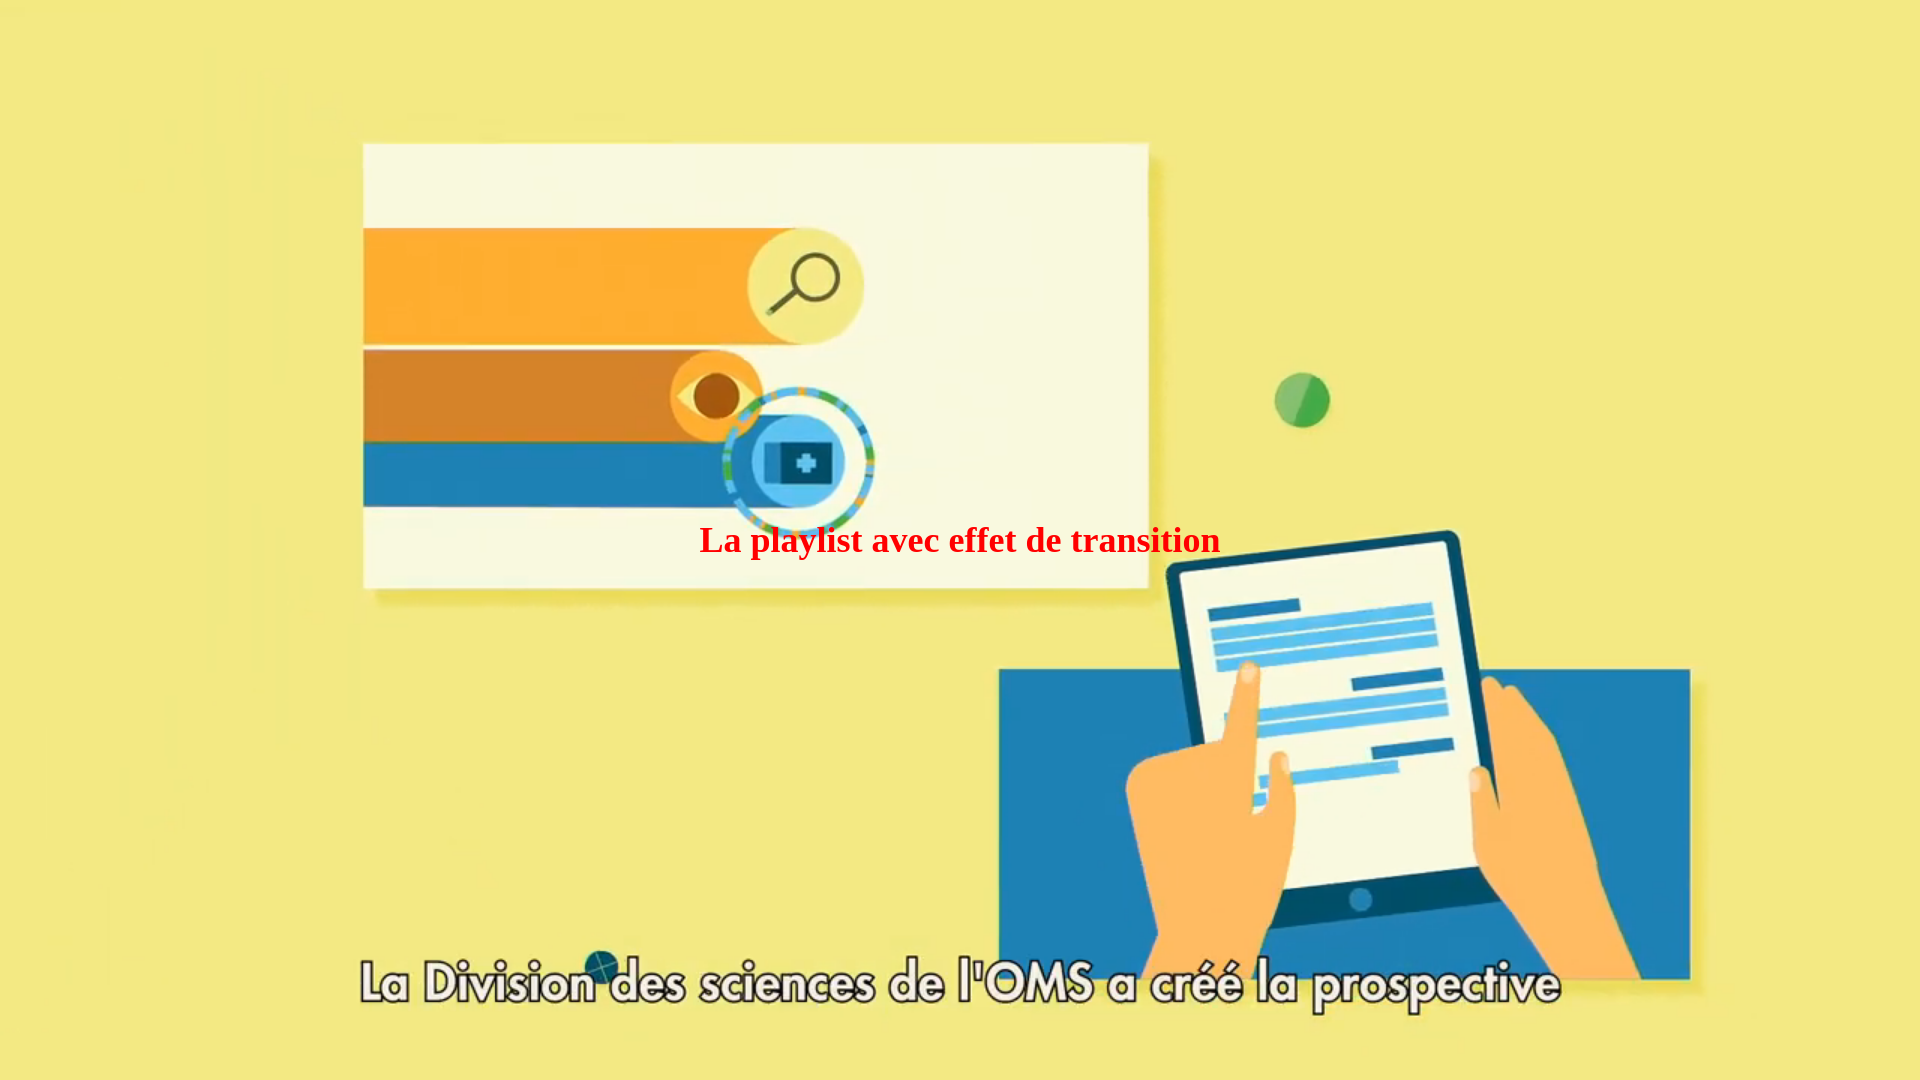 La playlist avec effet de transition
La Division des sciences de l'OMS a créé la prospective